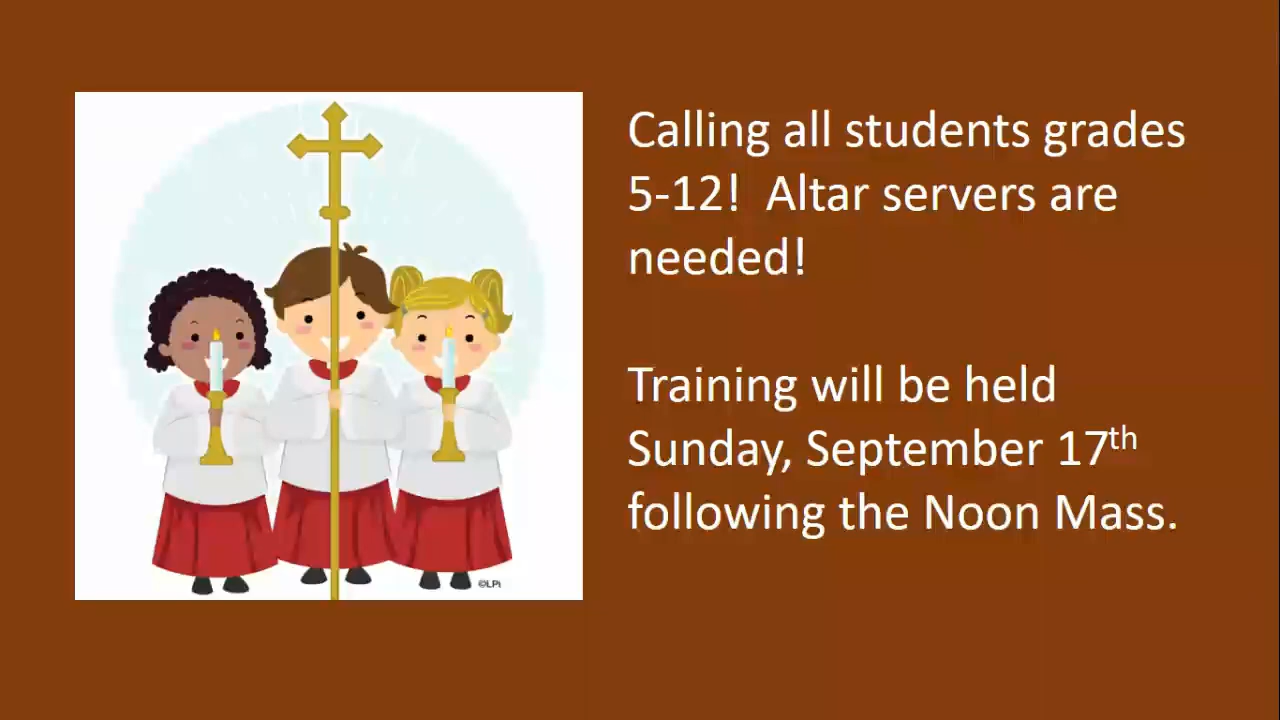 Calling all students grades
5-12!  Altar servers are
needed!
Training will be held
Sunday, September 17th
following the Noon Mass.
©LPi